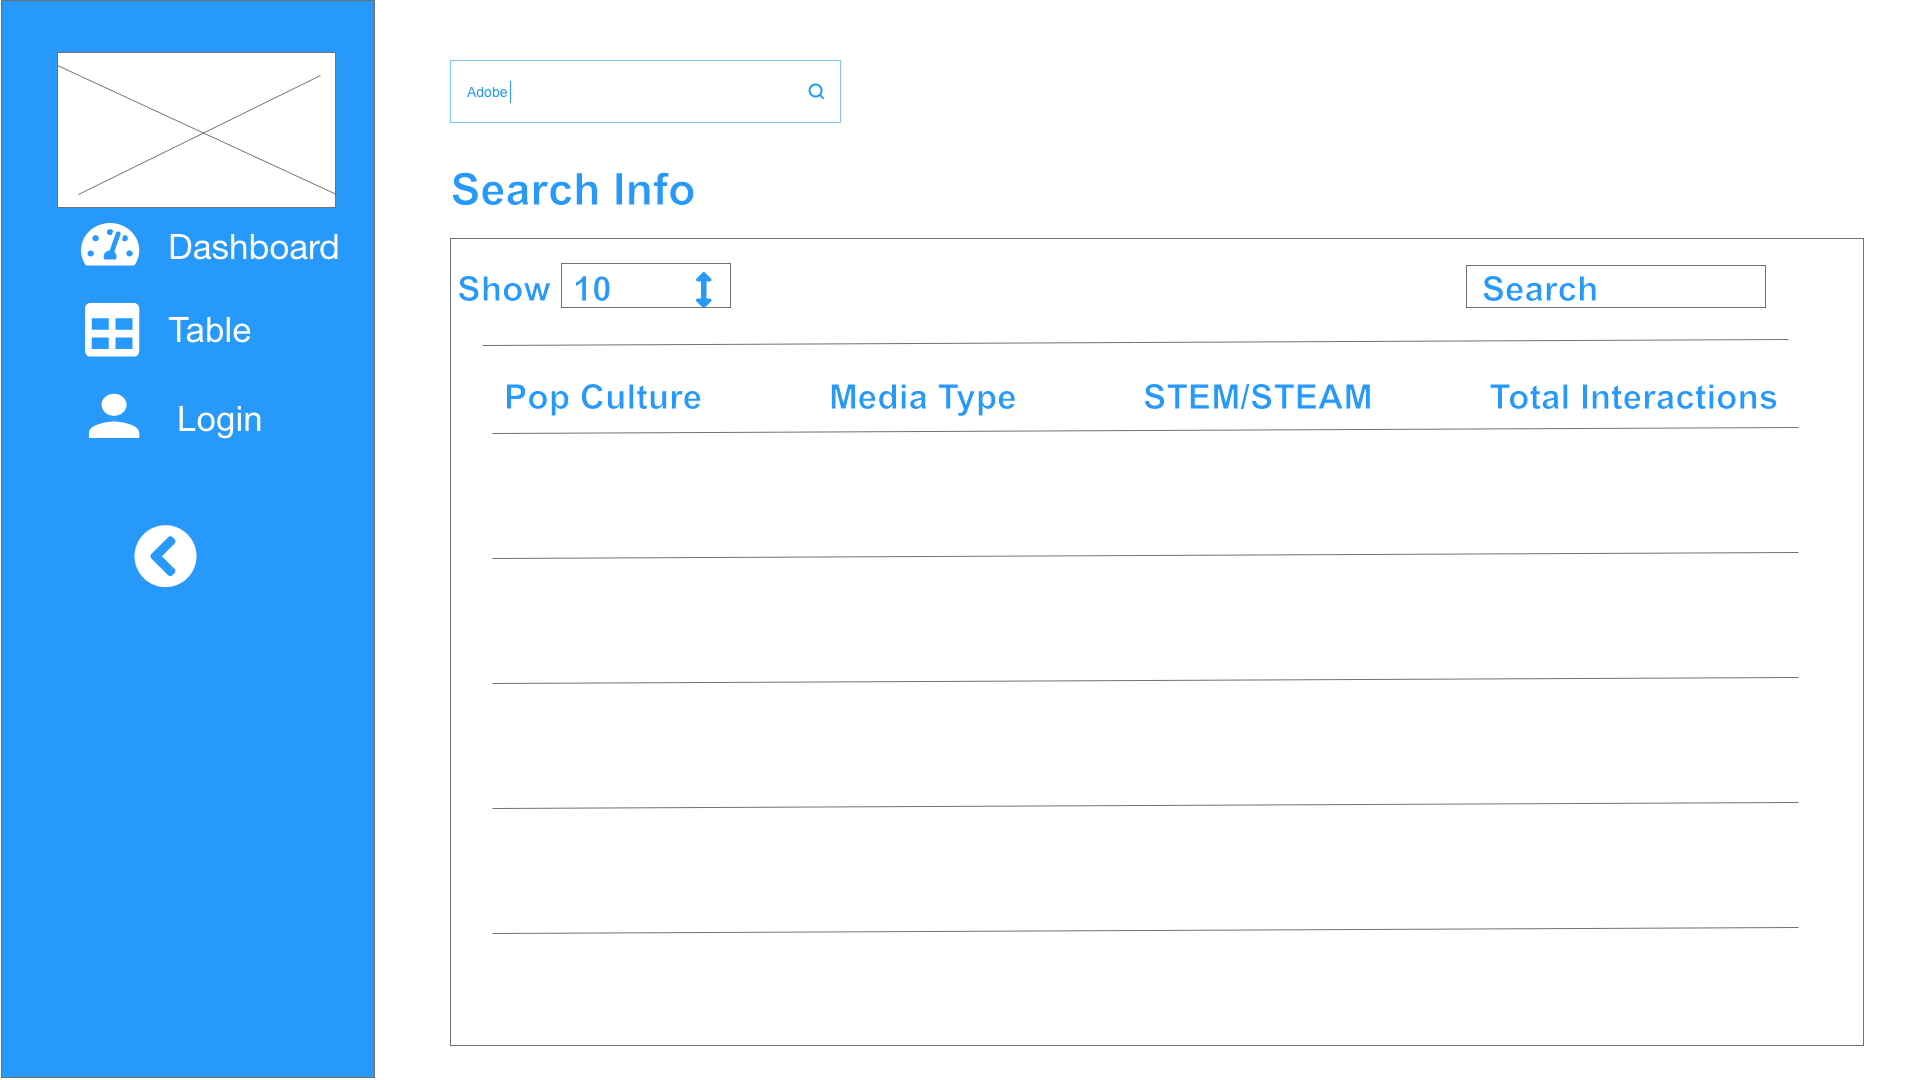 Dashboard
Table
Login
Adobe
Search Info
Show 10
Search
Pop Culture Media Type STEM/STEAM Total Interactions